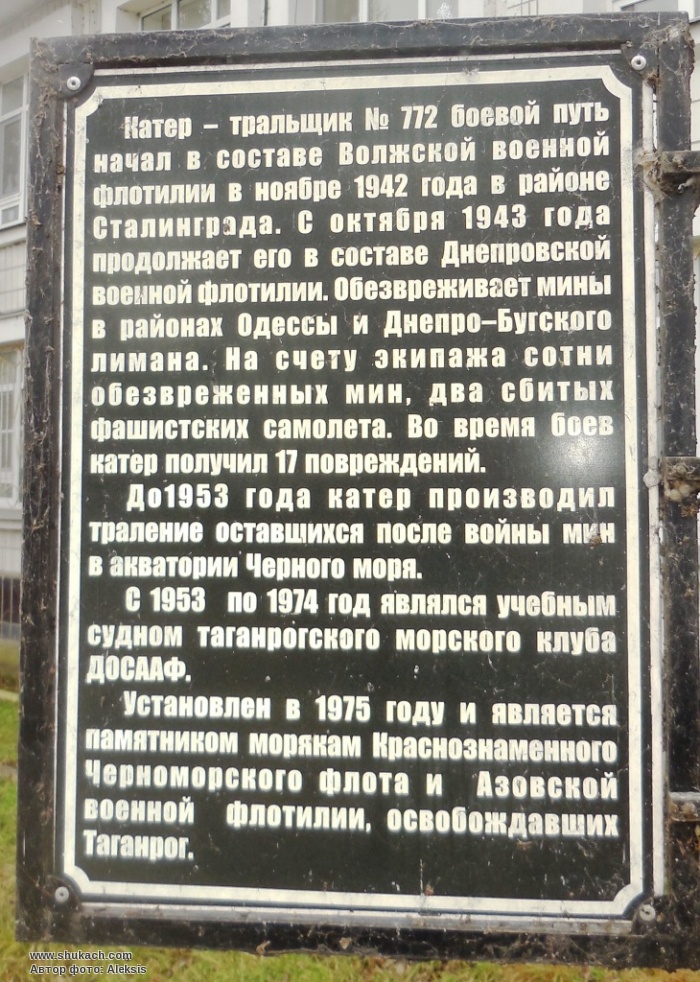 Катер – тральщик № 772 боевой путь
начал в составе Волжской военной
флотилии в ноябре 1942 года в районе
Сталинграда. С октября 1943 года
продолжает его в составе Днепровской
военной флотилии. Обезвреживает мины
в районах Одессы и Днепро–Бугского
лимана. На счету экипажа сотни
обезвреженных мин, два сбитых
фашистских самолета. Во время боев
катер получил 17 повреждений.
До1953 года катер производил
траление оставщихся после войны мин
в акватории Черного моря.
С 1953 по 1974 год являлся учебным
судном таганрогского морского клуба
ДОСААФ.
Установлен в 1975 году и является
памятником морякам Краснознаменного
Черноморского флота и Азовской
военной флотилии, освобождавших
Таганрог.
www.shukach.com
Автор фото: Aleksis